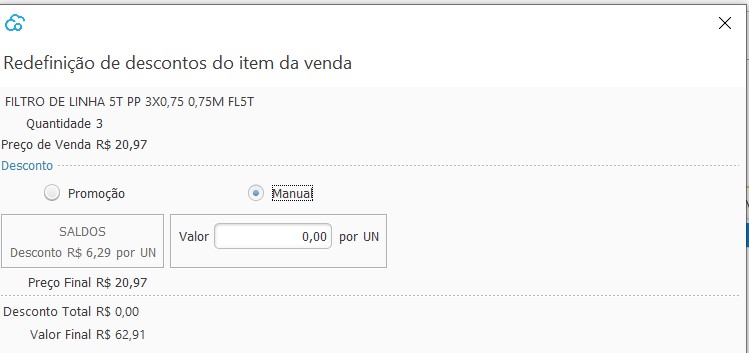 Redefinição de descontos do item da venda
FILTRO DE LINHA 5T PP 3X0,75 0,75M FL5T
Quantidade 3
Preço de Venda R$ 20,97
Desconto
Promoção
Manual
SALDOS
Desconto R$ 6,29 por UN
Valor 0,00 por UN
Preço Final R$ 20,97
Desconto Total R$ 0,00
Valor Final R$ 62,91